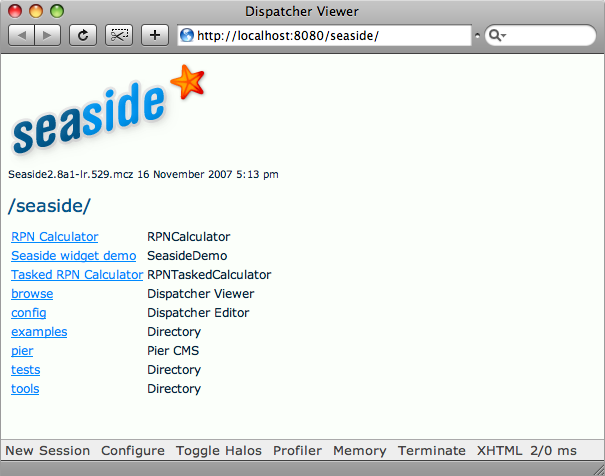 Dispatcher Viewer
http://localhost:8080/seaside/
seaside
Seaside2.8a1-lr.529.mcz 16 November 2007 5:13 pm
/seaside/
RPN Calculator RPNCalculator
Seaside widget demo SeasideDemo
Tasked RPN Calculator RPNTaskedCalculator
browse Dispatcher Viewer
config Dispatcher Editor
examples Directory
pier Pier CMS
tests Directory
tools Directory
New Session Configure Toggle Halos Profiler Memory Terminate XHTML 2/0 ms